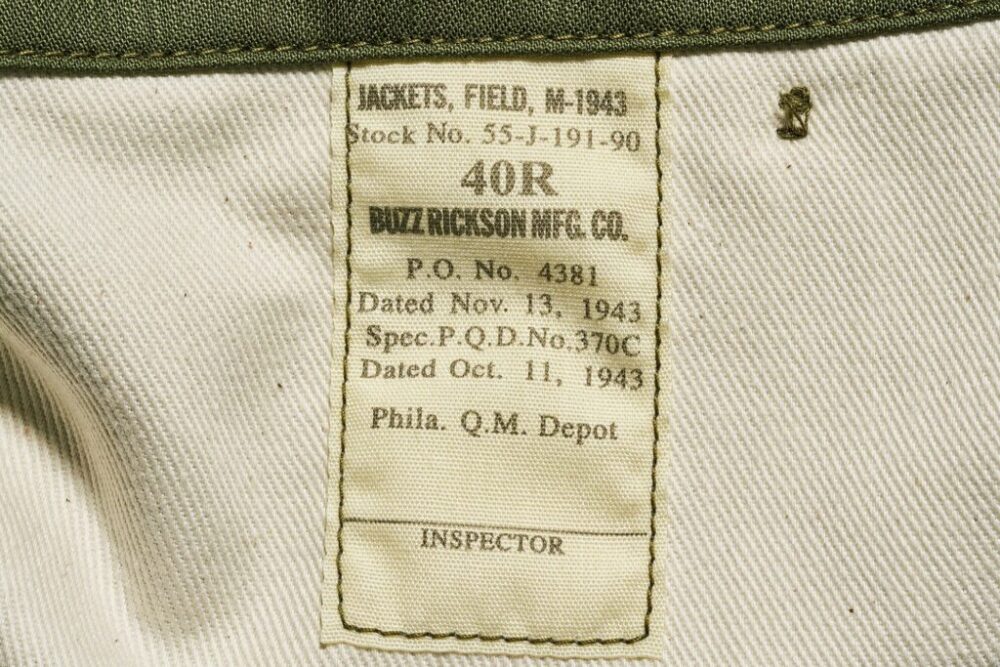 JACKETS, FIELD, M-1943
Stock No. 55-J-191-90
40R
BUZZ RICKSON MFG. CO.
P.O. No. 4381
Dated Nov. 13, 1943
Spec.P.Q.D.No.370C
Dated Oct. 11, 1943
Phila. Q.M. Depot
INSPECTOR